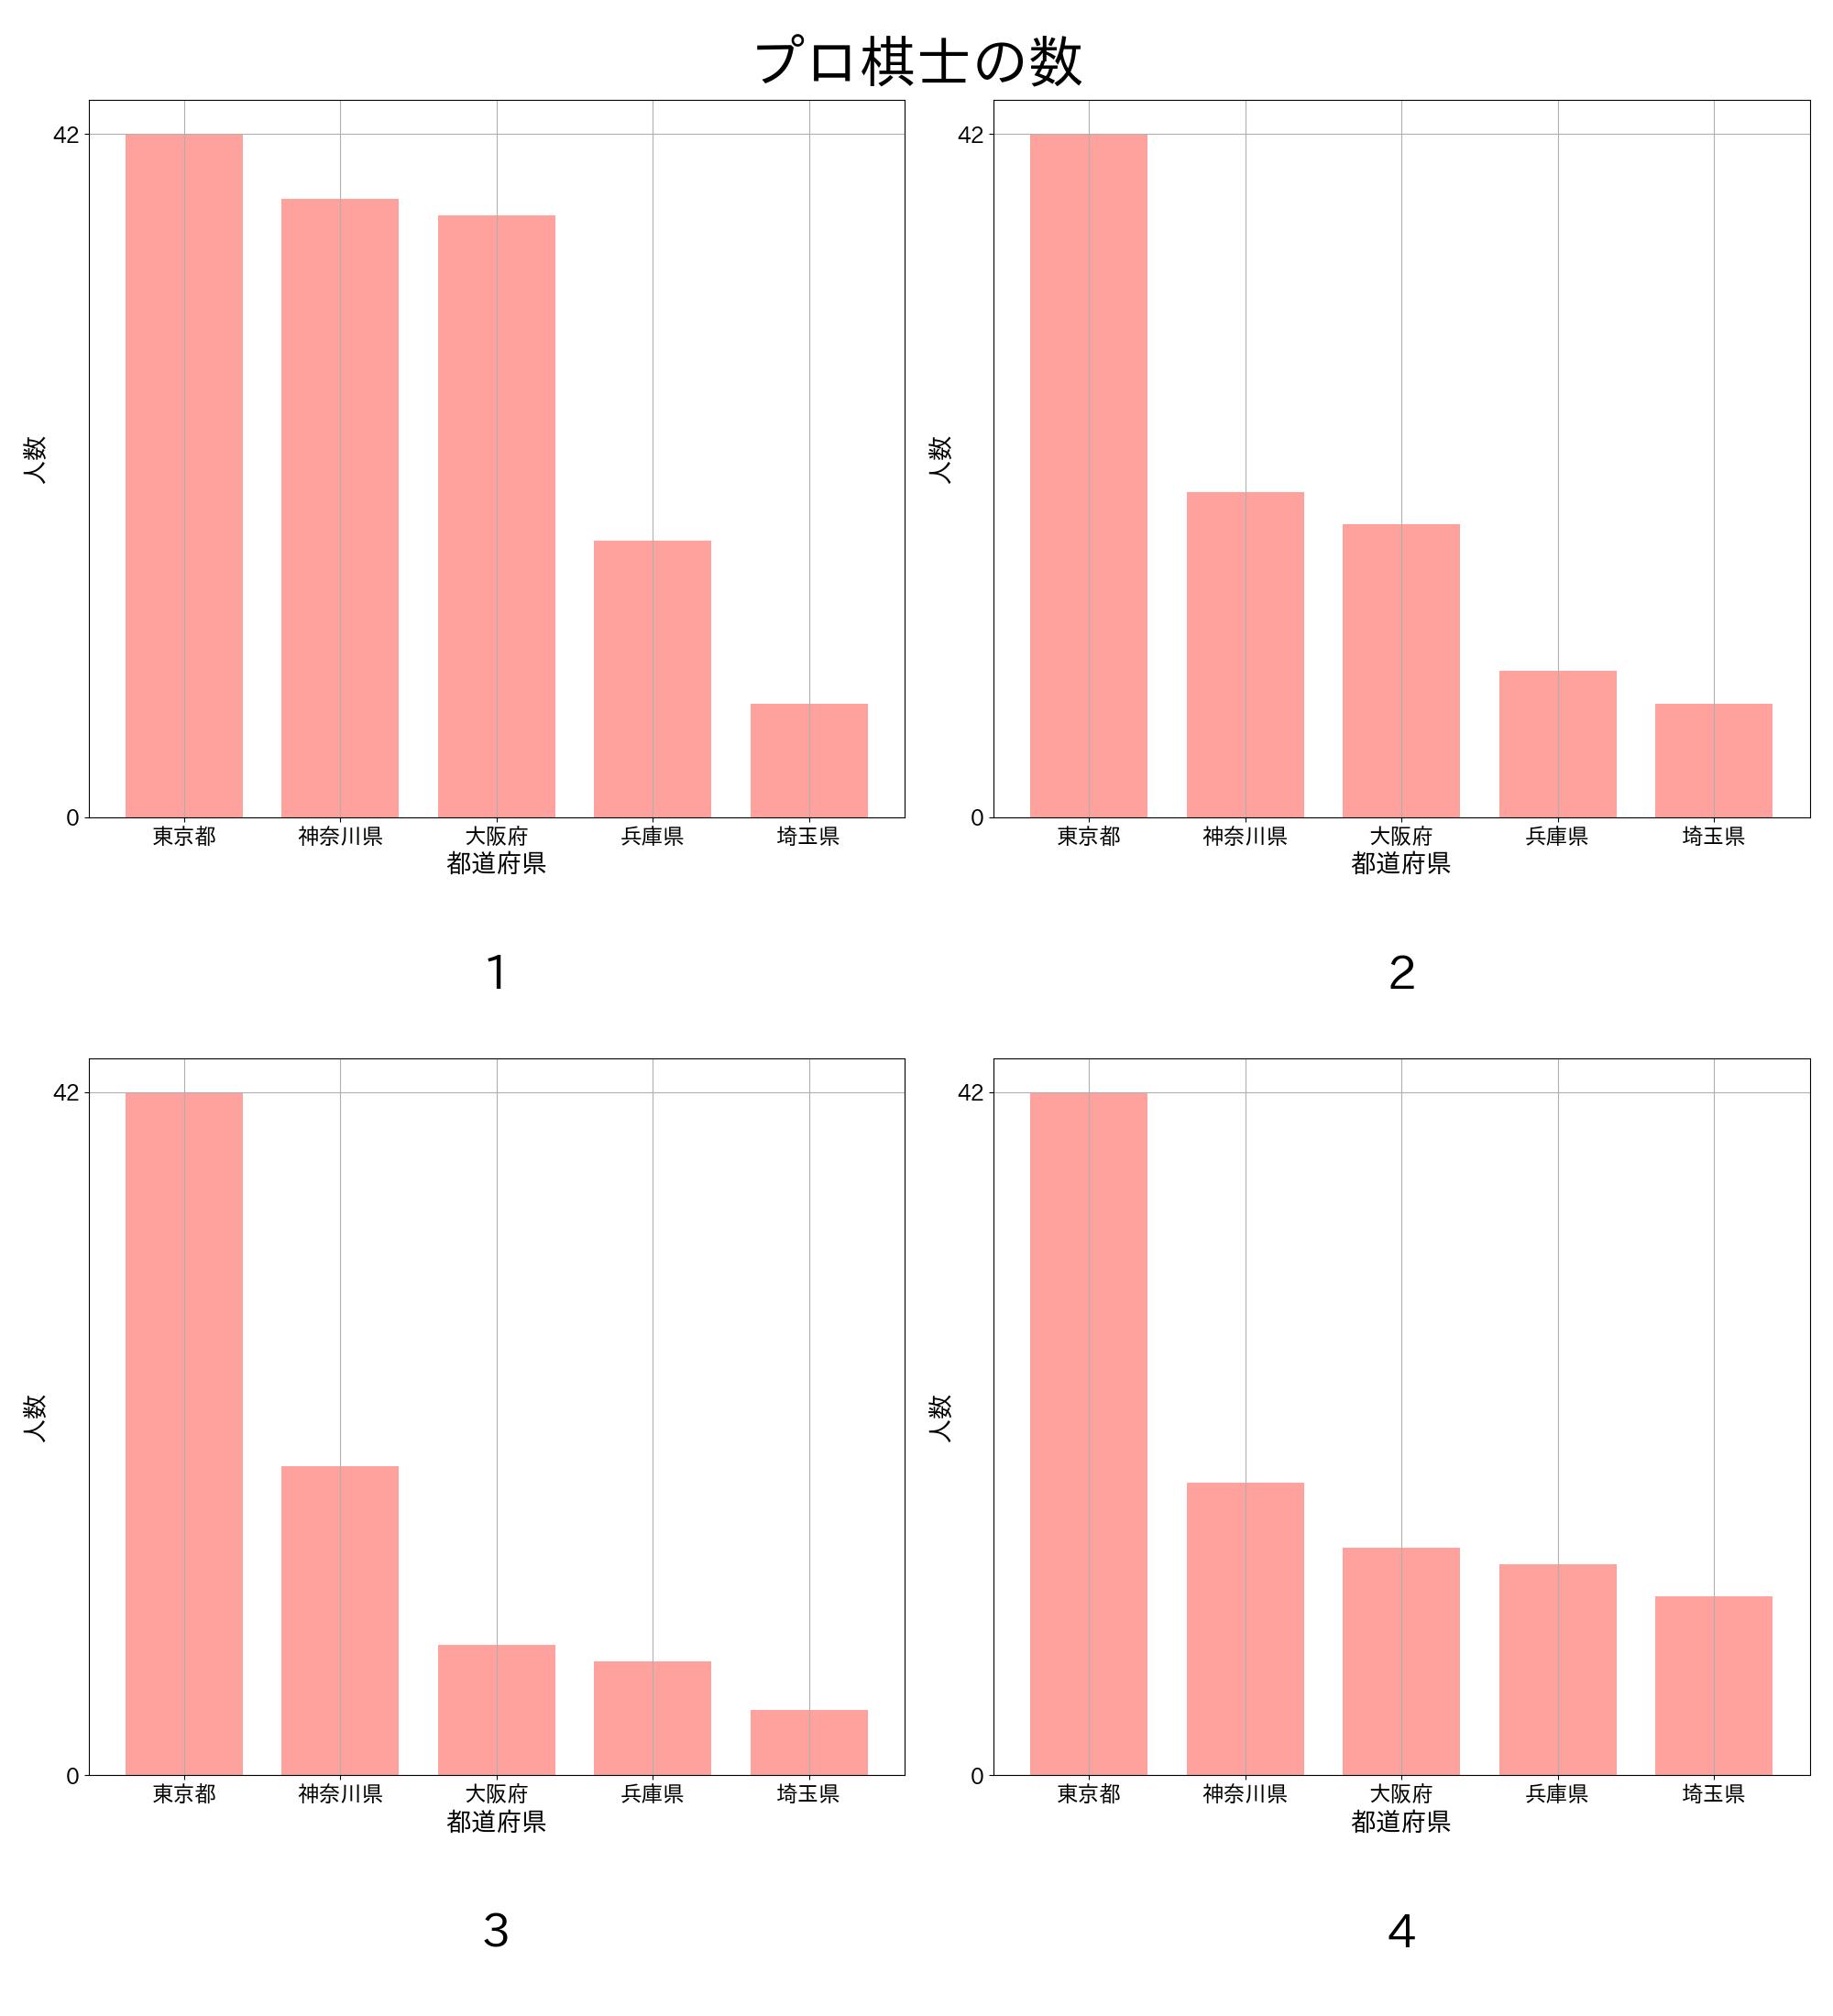 プロ棋士の数
42
0
人数
東京都 神奈川県 大阪府 兵庫県 埼玉県
都道府県
1
42
0
人数
東京都 神奈川県 大阪府 兵庫県 埼玉県
都道府県
2
42
0
人数
東京都 神奈川県 大阪府 兵庫県 埼玉県
都道府県
3
42
0
人数
東京都 神奈川県 大阪府 兵庫県 埼玉県
都道府県
4